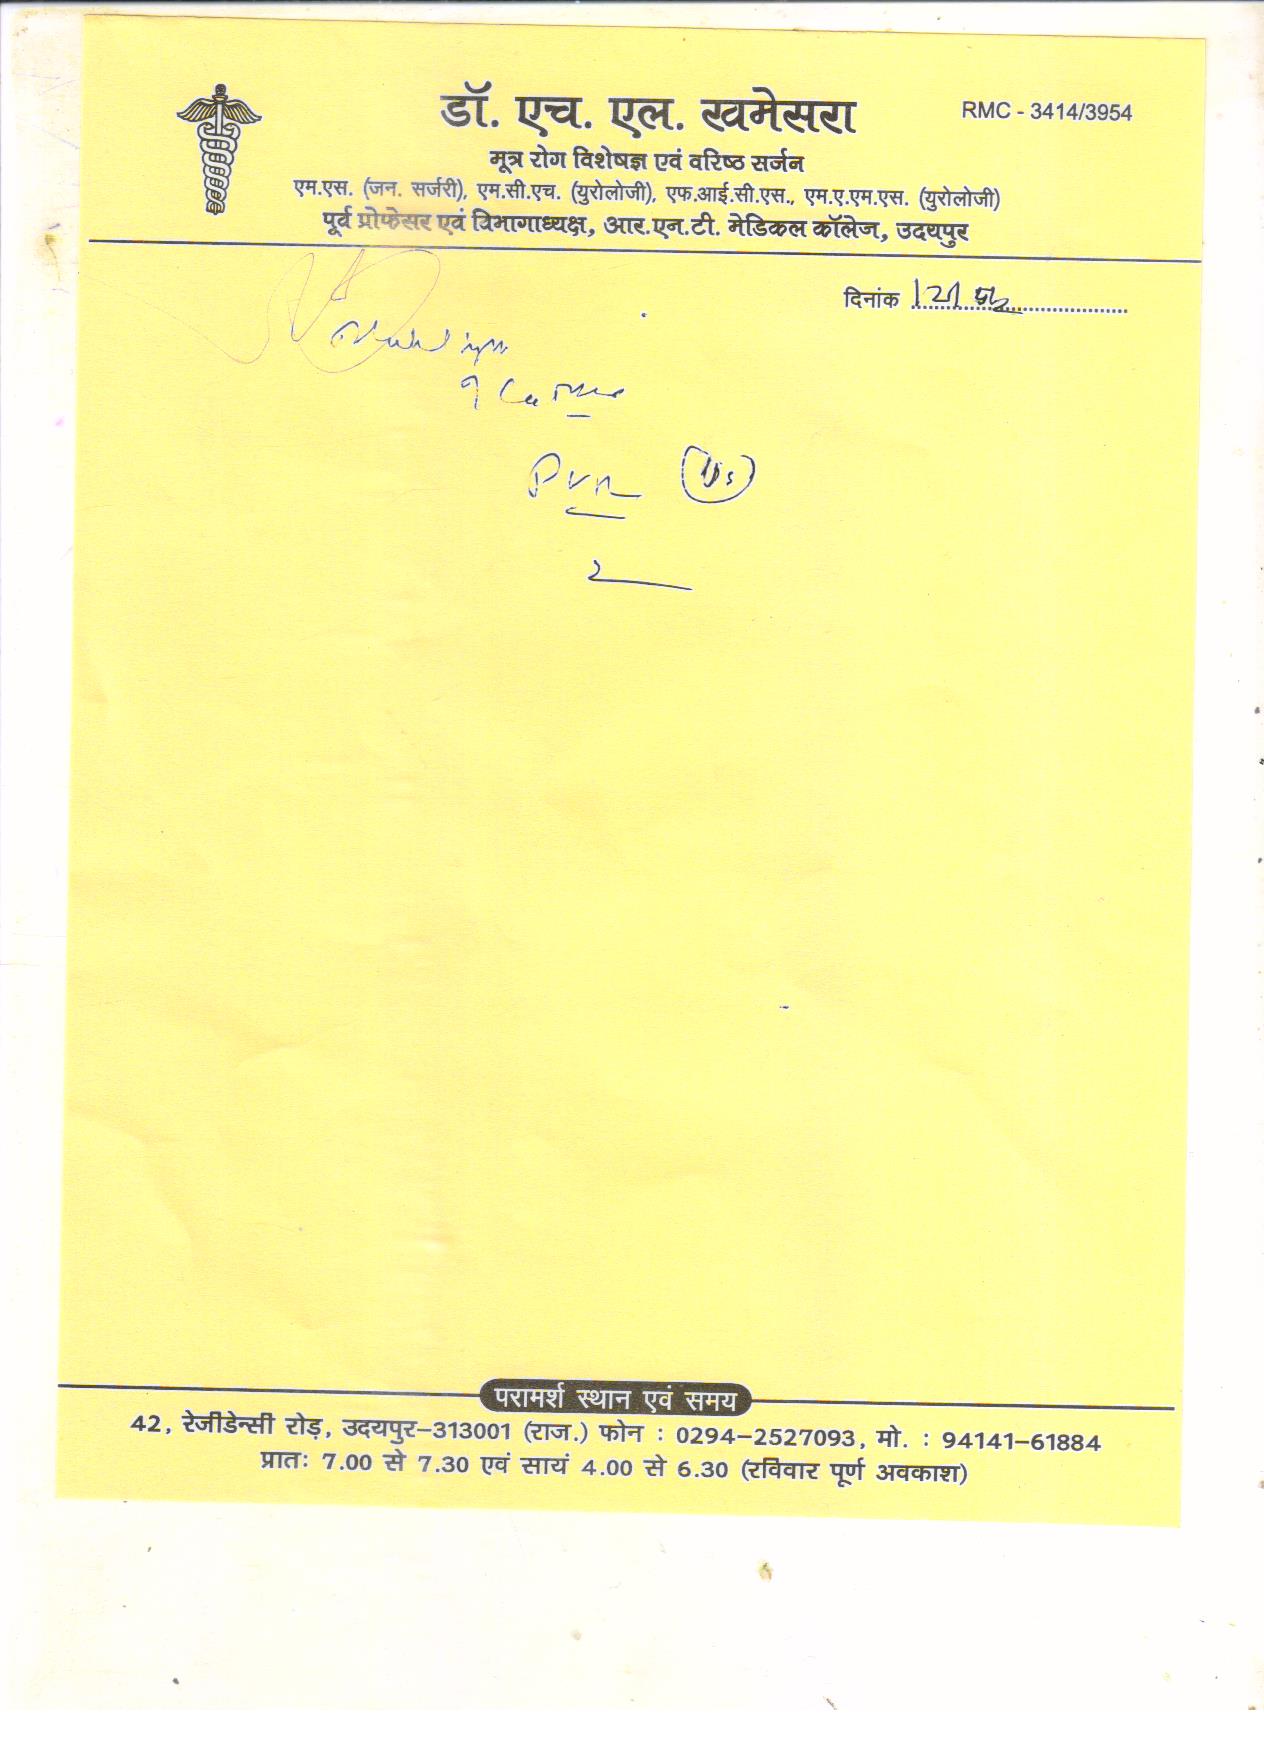 डॉ. एच. एल. खमेसरा
RMC - 3414/3954
मूत्र रोग विशेषज्ञ एवं वरिष्ठ सर्जन
एम.एस. (जन. सर्जरी), एम.सी.एच. (युरोलोजी), एफ.आई.सी.एस., एम.ए.एम.एस. (युरोलोजी)
पूर्व प्रोफेसर एवं विभागाध्यक्ष, आर.एन.टी. मेडिकल कॉलेज, उदयपुर
दिनांक
PVR
परामर्श स्थान एवं समय
42, रेजीडेन्सी रोड़, उदयपुर–313001 (राज.) फोन : 0294–2527093, मो. : 94141–61884
प्रातः 7.00 से 7.30 एवं सायं 4.00 से 6.30 (रविवार पूर्ण अवकाश)